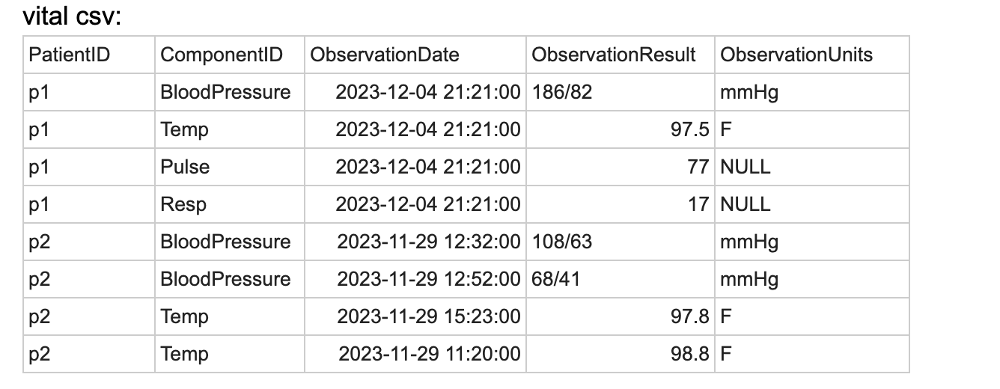 vital csv:
PatientID ComponentID ObservationDate ObservationResult ObservationUnits
p1 BloodPressure 2023-12-04 21:21:00 186/82 mmHg
p1 Temp 2023-12-04 21:21:00 97.5 F
p1 Pulse 2023-12-04 21:21:00 77 NULL
p1 Resp 2023-12-04 21:21:00 17 NULL
p2 BloodPressure 2023-11-29 12:32:00 108/63 mmHg
p2 BloodPressure 2023-11-29 12:52:00 68/41 mmHg
p2 Temp 2023-11-29 15:23:00 97.8 F
p2 Temp 2023-11-29 11:20:00 98.8 F